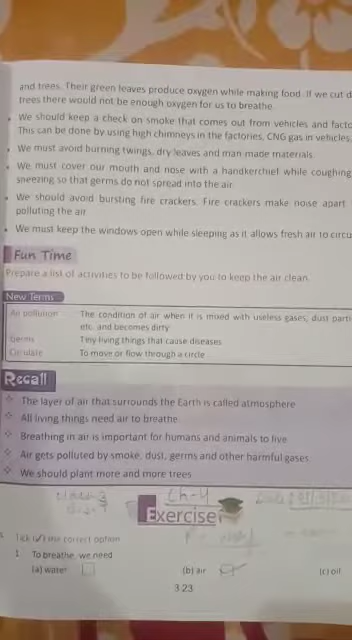 and trees. Their green leaves produce oxygen while making food. If we cut d
trees there would not be enough oxygen for us to breathe.
• We should keep a check on smoke that comes out from vehicles and facto
This can be done by using high chimneys in the factories, CNG gas in vehicles.
• We must avoid burning twings, dry leaves and man made materials.
• We must cover our mouth and nose with a handkerchief while coughing
sneezing so that germs do not spread into the air.
• We should avoid bursting fire crackers. Fire crackers make noise apart
polluting the air
• We must keep the windows open while sleeping as it allows fresh air to circu
Fun Time
Prepare a list of activities to be followed by you to keep the air clean.
New Terms
Air pollution The condition of air when it is mixed with useless gases, dust parti
etc. and becomes dirty
Germs Tiny living things that cause diseases
Circulate To move or flow through a circle
Recall
The layer of air that surrounds the Earth is called atmosphere
All living things need air to breathe.
Breathing in air is important for humans and animals to live
Air gets polluted by smoke, dust, germs and other harmful gases
We should plant more and more trees
Ch-4
Exercise
Tick (✓) the correct option
1 To breathe, we need
(a) water (b) air (c) oil
323